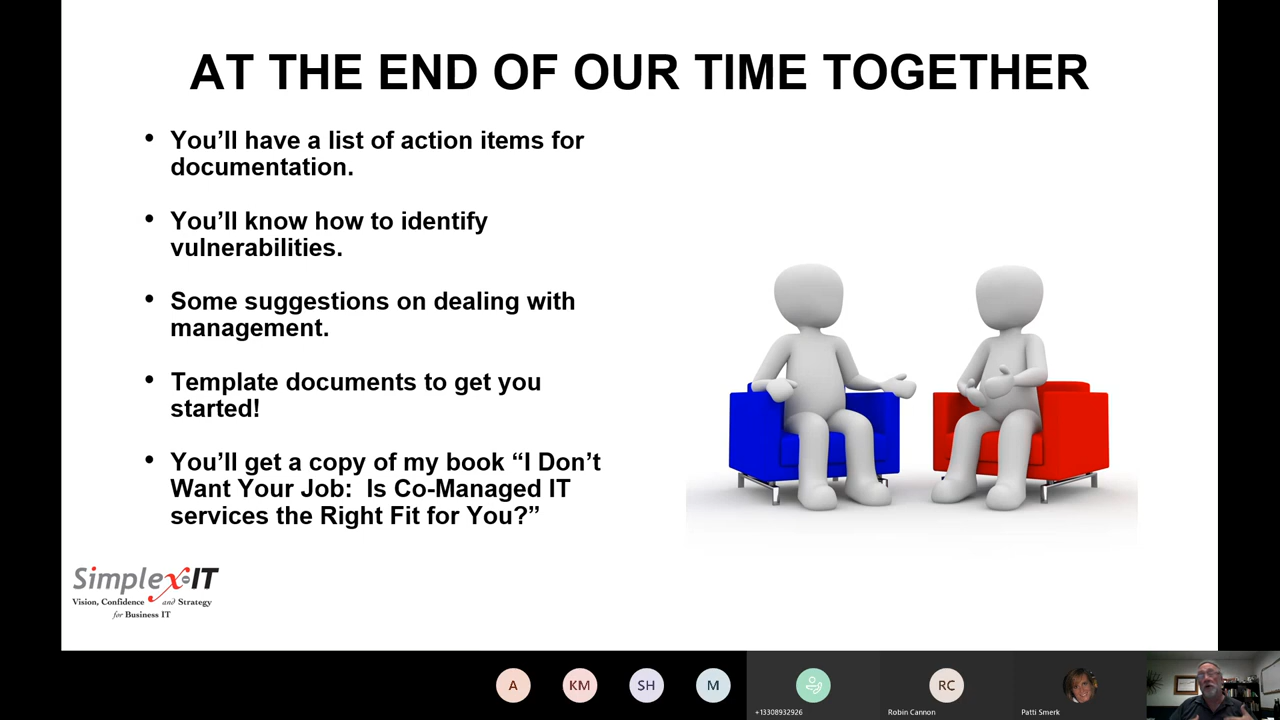 AT THE END OF OUR TIME TOGETHER
• You’ll have a list of action items for
documentation.
• You’ll know how to identify
vulnerabilities.
• Some suggestions on dealing with
management.
• Template documents to get you
started!
• You’ll get a copy of my book “I Don’t
Want Your Job:  Is Co-Managed IT
services the Right Fit for You?”
Simplex-IT
Vision, Confidence and Strategy
for Business IT
A
KM
SH
M
RC
+13308932926
Robin Cannon
Patti Smerk